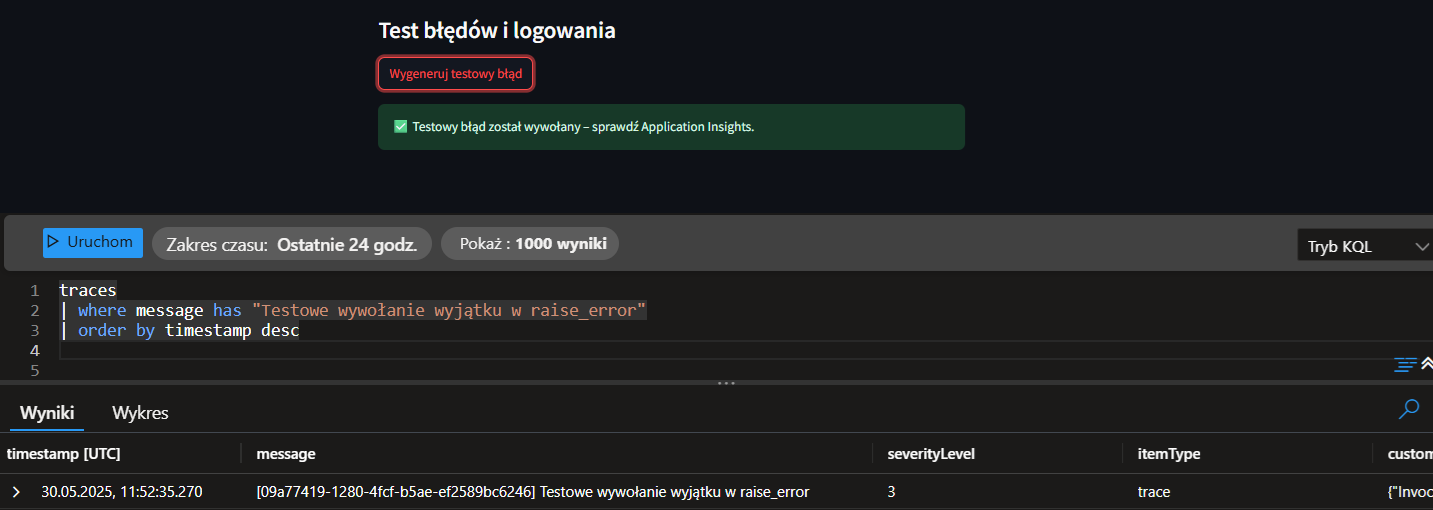 Test błędów i logowania
Wygeneruj testowy błąd
✅ Testowy błąd został wywołany – sprawdź Application Insights.
Uruchom Zakres czasu: Ostatnie 24 godz. Pokaż : 1000 wyniki Tryb KQL
1 traces
2 | where message has "Testowe wywołanie wyjątku w raise_error"
3 | order by timestamp desc
4
5
Wyniki Wykres
timestamp [UTC] message severityLevel itemType custom
30.05.2025, 11:52:35.270 [09a77419-1280-4fcf-b5ae-ef2589bc6246] Testowe wywołanie wyjątku w raise_error 3 trace {"Invoc